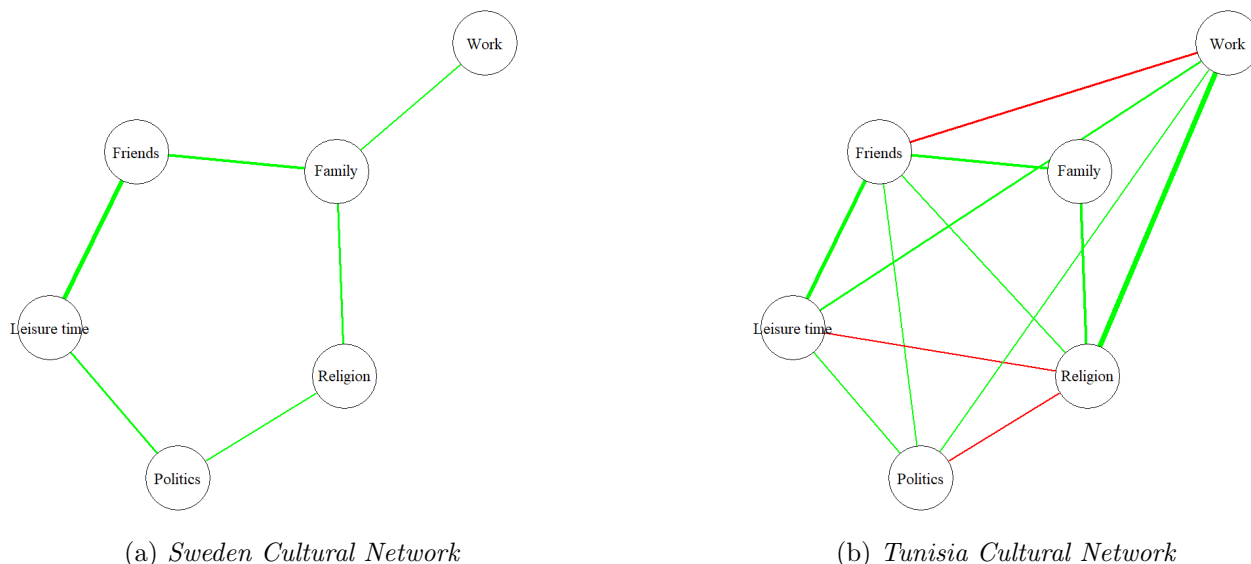 Work
Friends
Family
Leisure time
Religion
Politics
(a) Sweden Cultural Network
Work
Friends
Family
Leisure time
Religion
Politics
(b) Tunisia Cultural Network